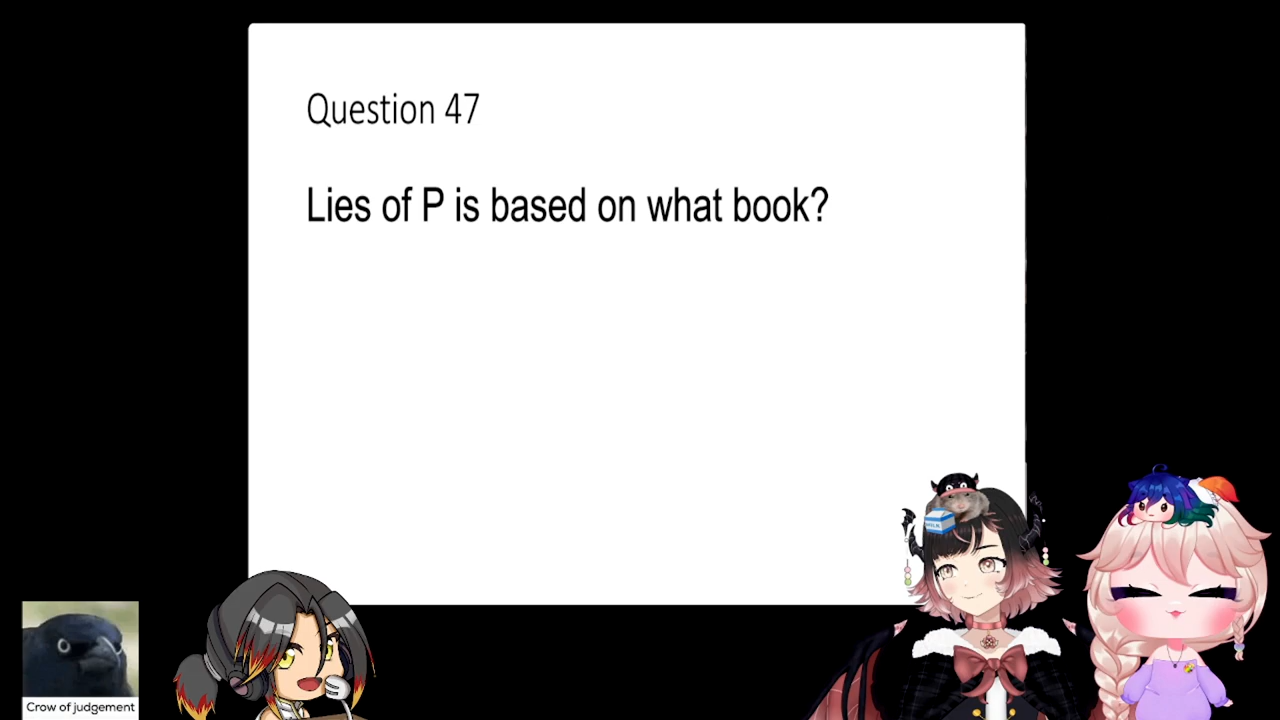 Question 47
Lies of P is based on what book?
Crow of judgement